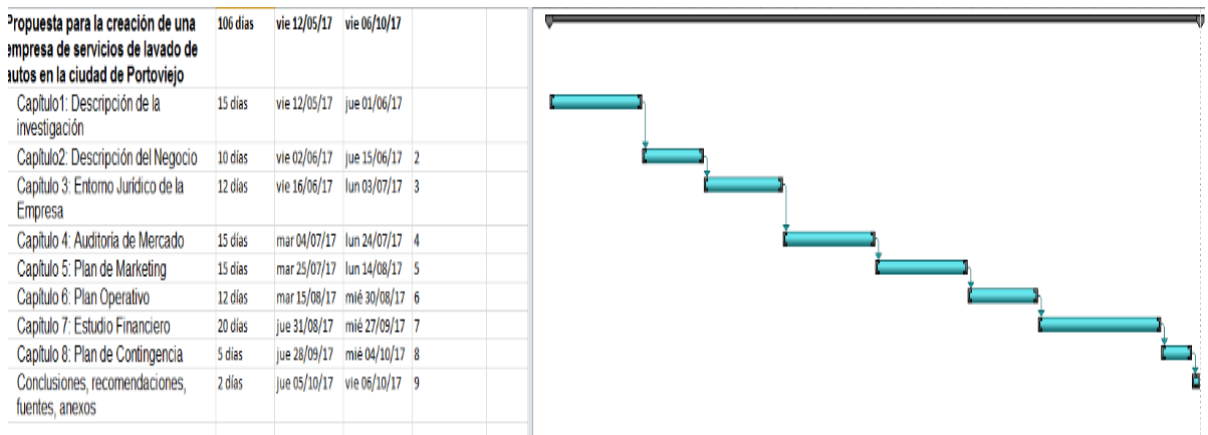 Propuesta para la creación de una 106 días vie 12/05/17 vie 06/10/17
empresa de servicios de lavado de
autos en la ciudad de Portoviejo
Capítulo1: Descripción de la 15 días vie 12/05/17 jue 01/06/17
investigación
Capítulo2: Descripción del Negocio 10 días vie 02/06/17 jue 15/06/17 2
Capítulo 3: Entorno Jurídico de la 12 días vie 16/06/17 lun 03/07/17 3
Empresa
Capítulo 4: Auditoria de Mercado 15 días mar 04/07/17 lun 24/07/17 4
Capítulo 5: Plan de Marketing 15 días mar 25/07/17 lun 14/08/17 5
Capítulo 6: Plan Operativo 12 días mar 15/08/17 mié 30/08/17 6
Capítulo 7: Estudio Financiero 20 días jue 31/08/17 mié 27/09/17 7
Capítulo 8: Plan de Contingencia 5 días jue 28/09/17 mié 04/10/17 8
Conclusiones, recomendaciones, 2 días jue 05/10/17 vie 06/10/17 9
fuentes, anexos